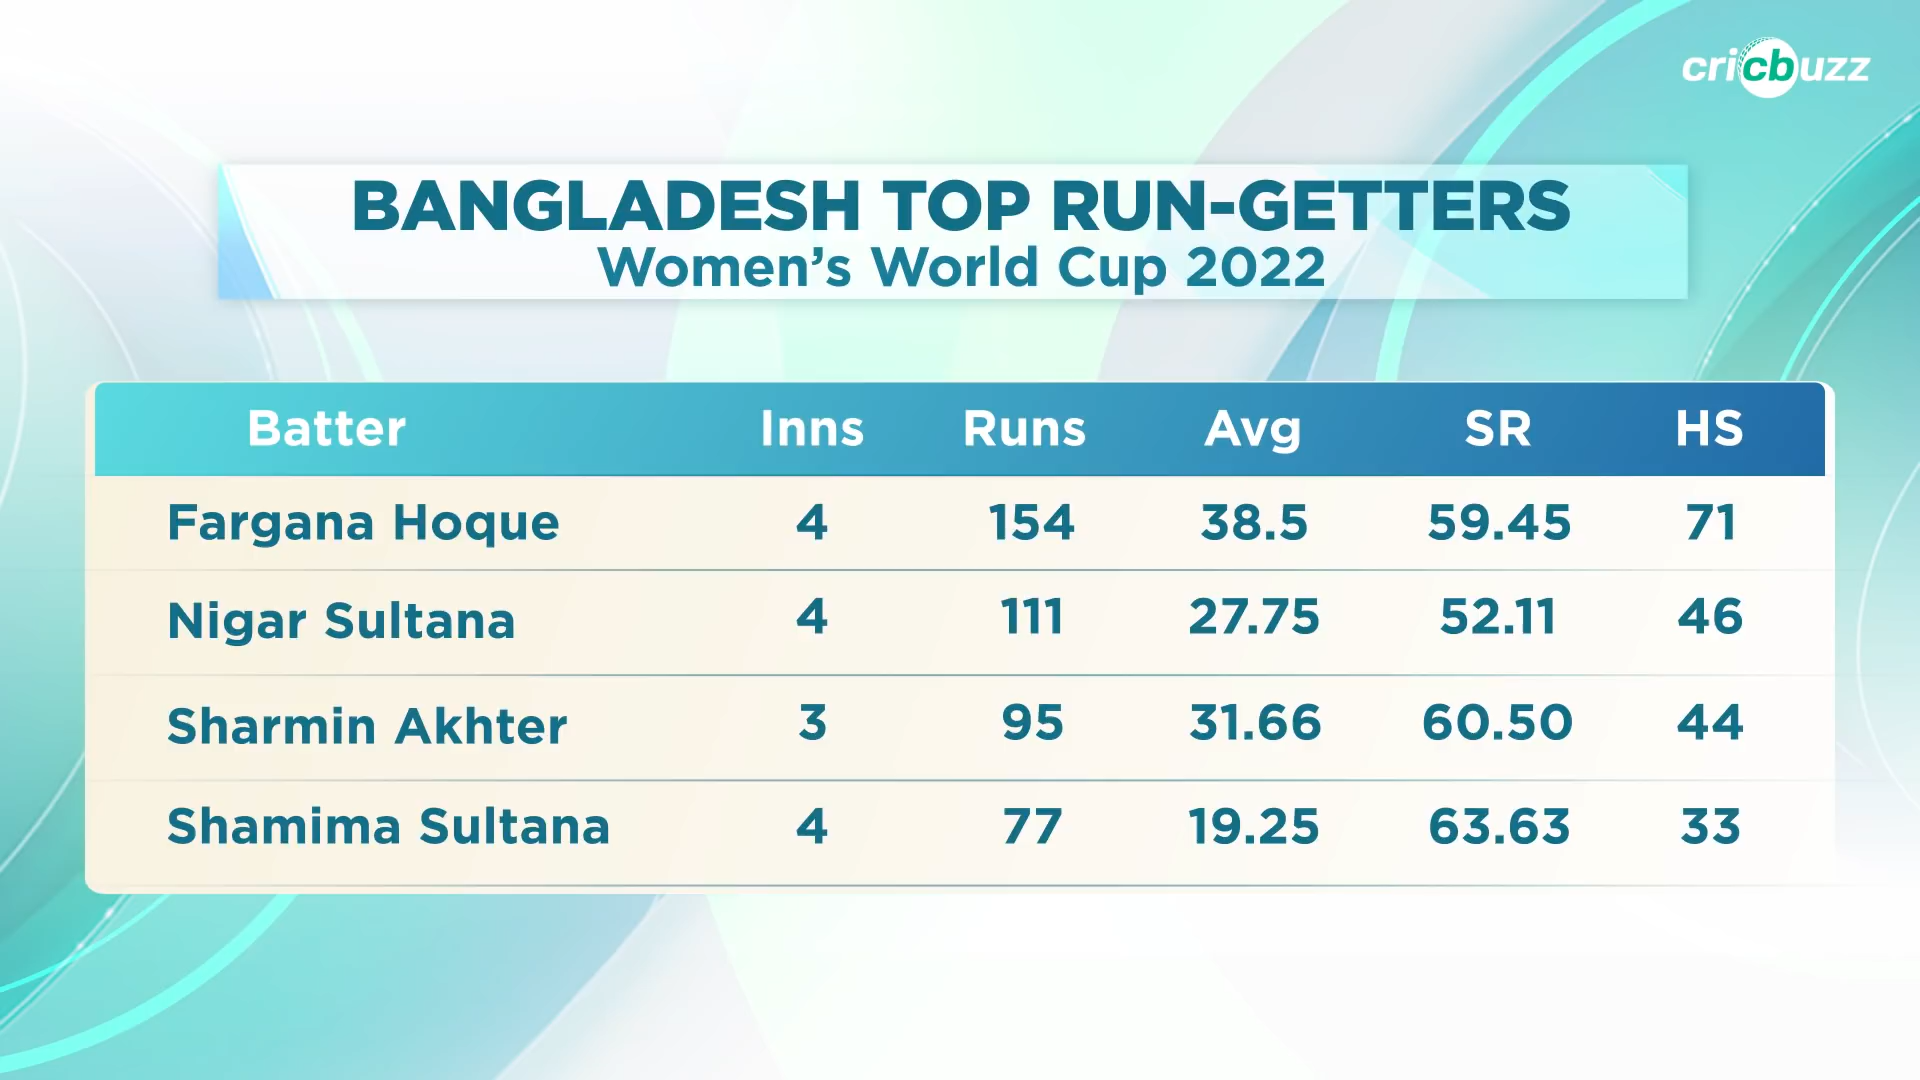 cricbuzz
BANGLADESH TOP RUN-GETTERS
Women's World Cup 2022
Batter Inns Runs Avg SR HS
Fargana Hoque 4 154 38.5 59.45 71
Nigar Sultana 4 111 27.75 52.11 46
Sharmin Akhter 3 95 31.66 60.50 44
Shamima Sultana 4 77 19.25 63.63 33